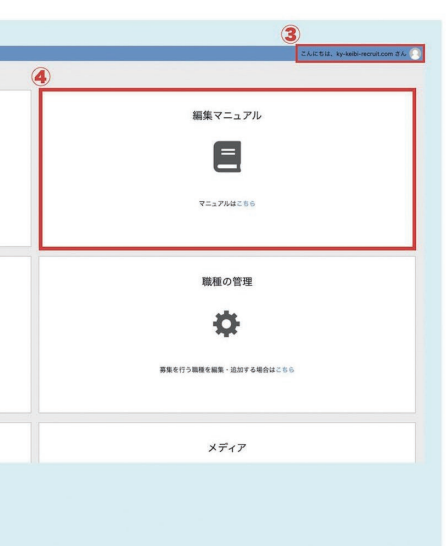 ③
こんにちは、ky-keibi-recruit.com さん
④
編集マニュアル
マニュアルはこちら
職種の管理
募集を行う職種を編集・追加する場合はこちら
メディア